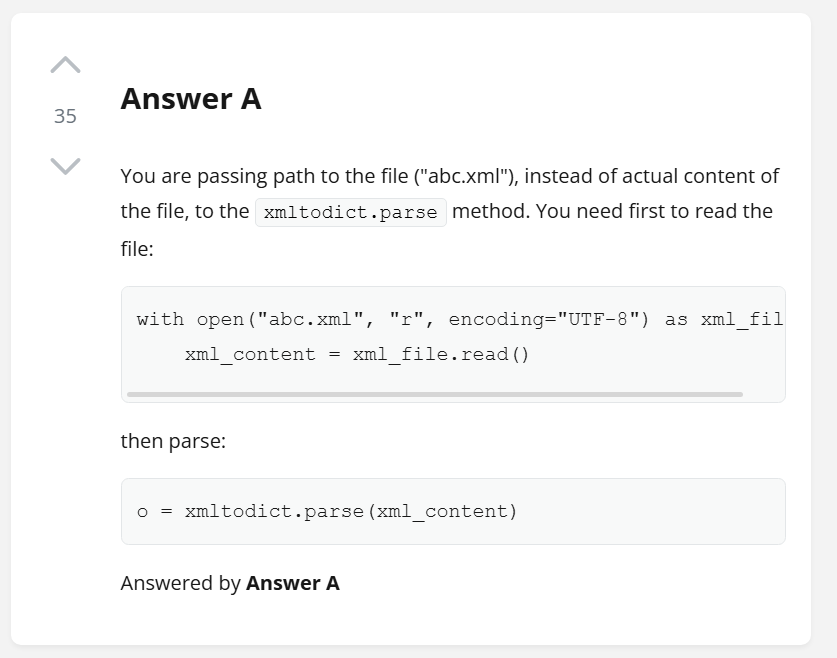 35
Answer A
You are passing path to the file ("abc.xml"), instead of actual content of
the file, to the xmltodict.parse method. You need first to read the
file:
with open("abc.xml", "r", encoding="UTF-8") as xml_fil
    xml_content = xml_file.read()
then parse:
o = xmltodict.parse(xml_content)
Answered by Answer A